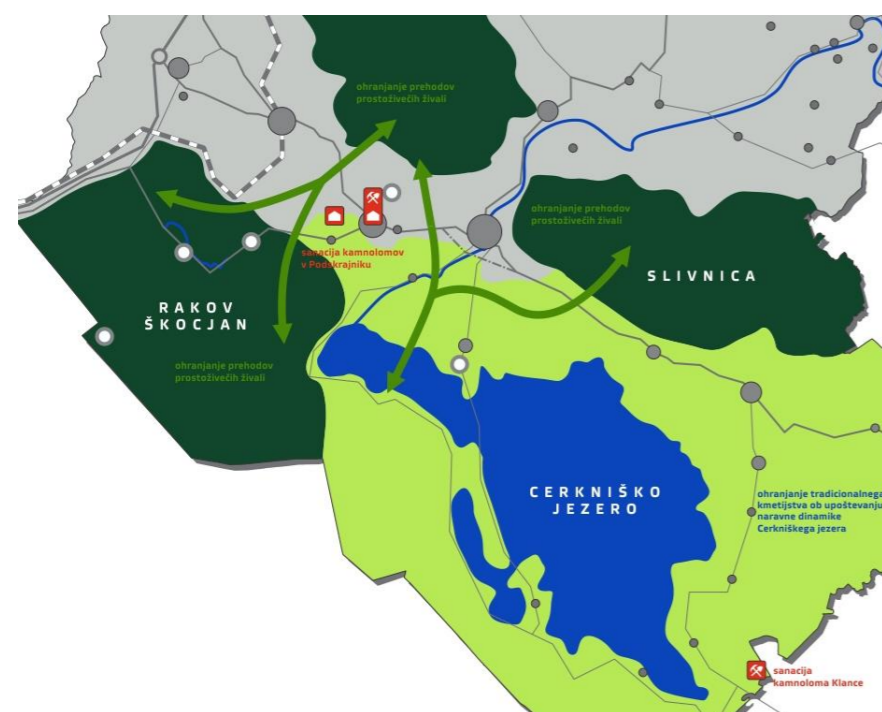 ohranjanje prehodov
prostoživečih živali
ohranjanje prehodov
prostoživečih živali
SLIVNICA
sanacija kamnolomov
v Podskrajniku
RAKOV
ŠKOCJAN
ohranjanje prehodov
prostoživečih živali
CERKNIŠKO
JEZERO
ohranjanje tradicionalnega
kmetijstva ob upoštevanju
naravne dinamike
Cerkniškega jezera
sanacija
kamnoloma Klance